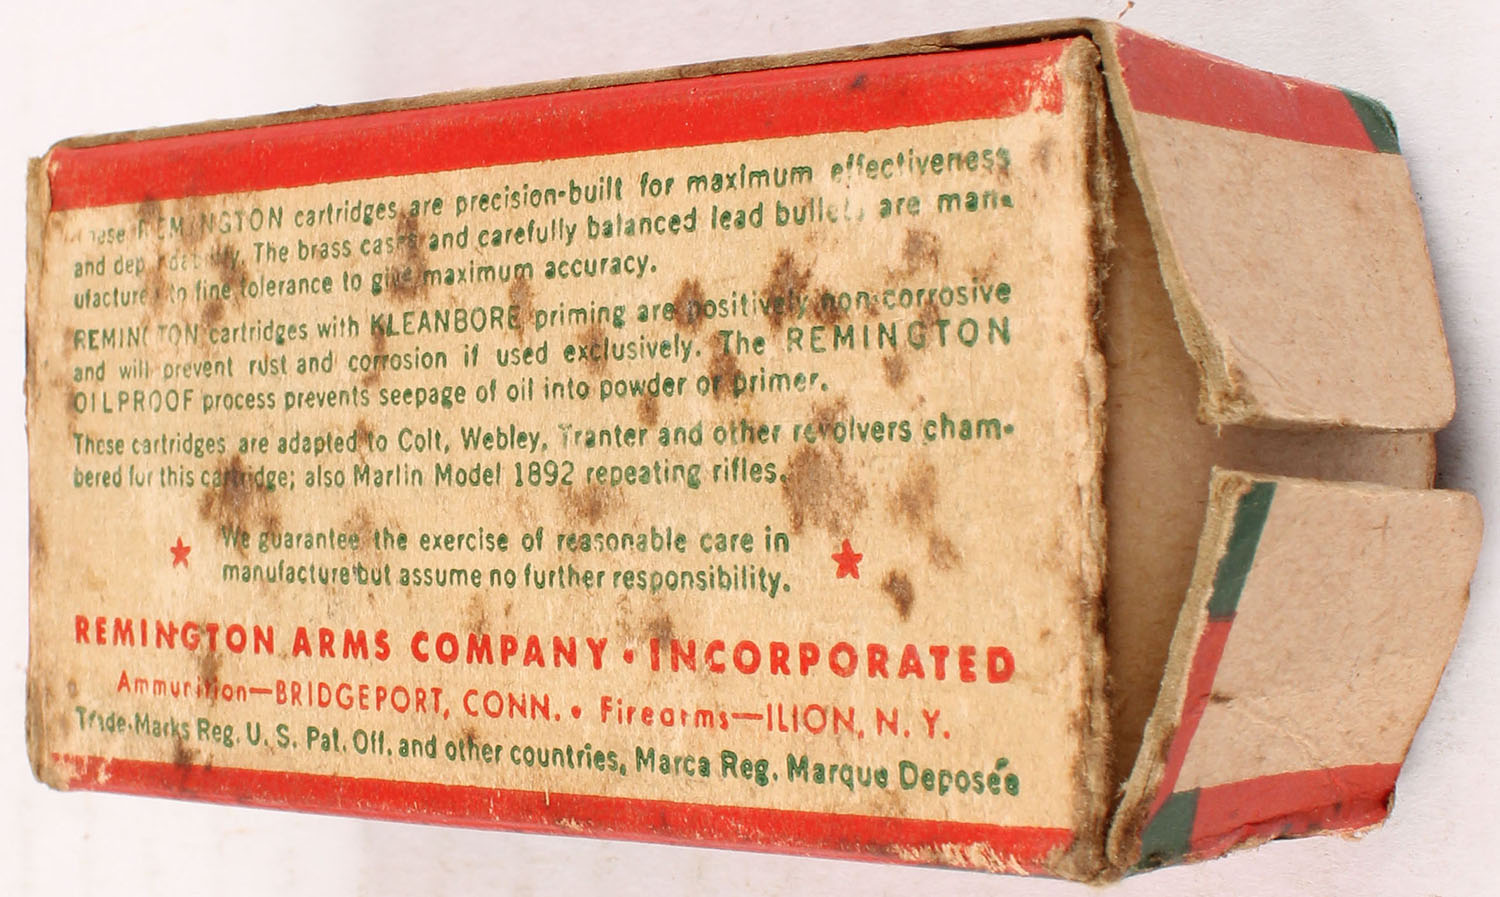 These REMINGTON cartridges are precision-built for maximum effectiveness
and dependability. The brass cases and carefully balanced lead bullets are man-
ufactured to fine tolerance to give maximum accuracy.
REMINGTON cartridges with KLEANBORE priming are positively non-corrosive
and will prevent rust and corrosion if used exclusively. The REMINGTON
OILPROOF process prevents seepage of oil into powder or primer.
These cartridges are adapted to Colt, Webley, Tranter and other revolvers cham-
bered for this cartridge; also Marlin Model 1892 repeating rifles.
★ We guarantee the exercise of reasonable care in ★
manufacture but assume no further responsibility.
REMINGTON ARMS COMPANY • INCORPORATED
Ammunition—BRIDGEPORT, CONN. • Firearms—ILION, N. Y.
Trade-Marks Reg. U. S. Pat. Off. and other countries, Marca Reg. Marque Deposée